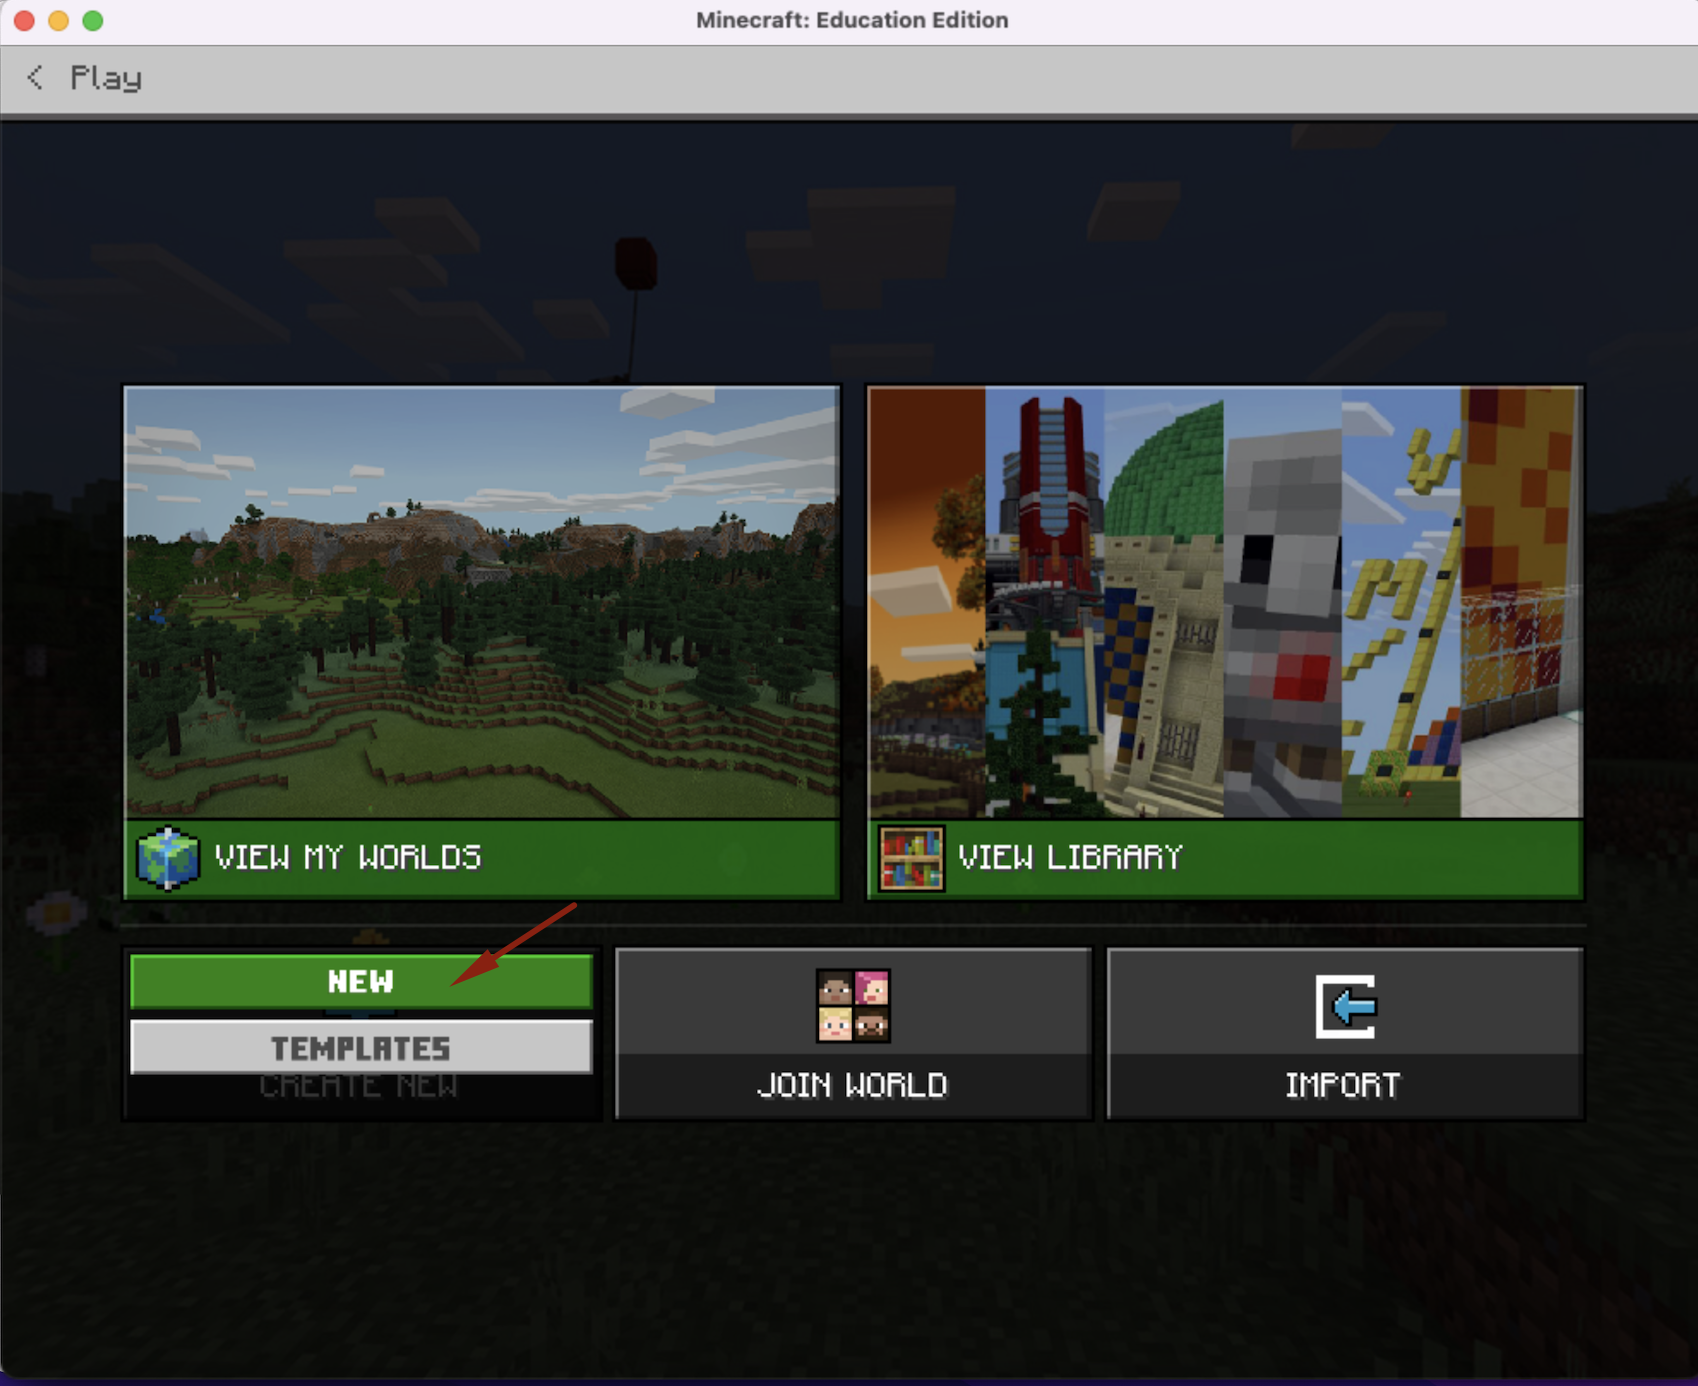 Minecraft: Education Edition
< Play
VIEW MY WORLDS
VIEW LIBRARY
NEW
TEMPLATES
CREATE NEW
JOIN WORLD
IMPORT